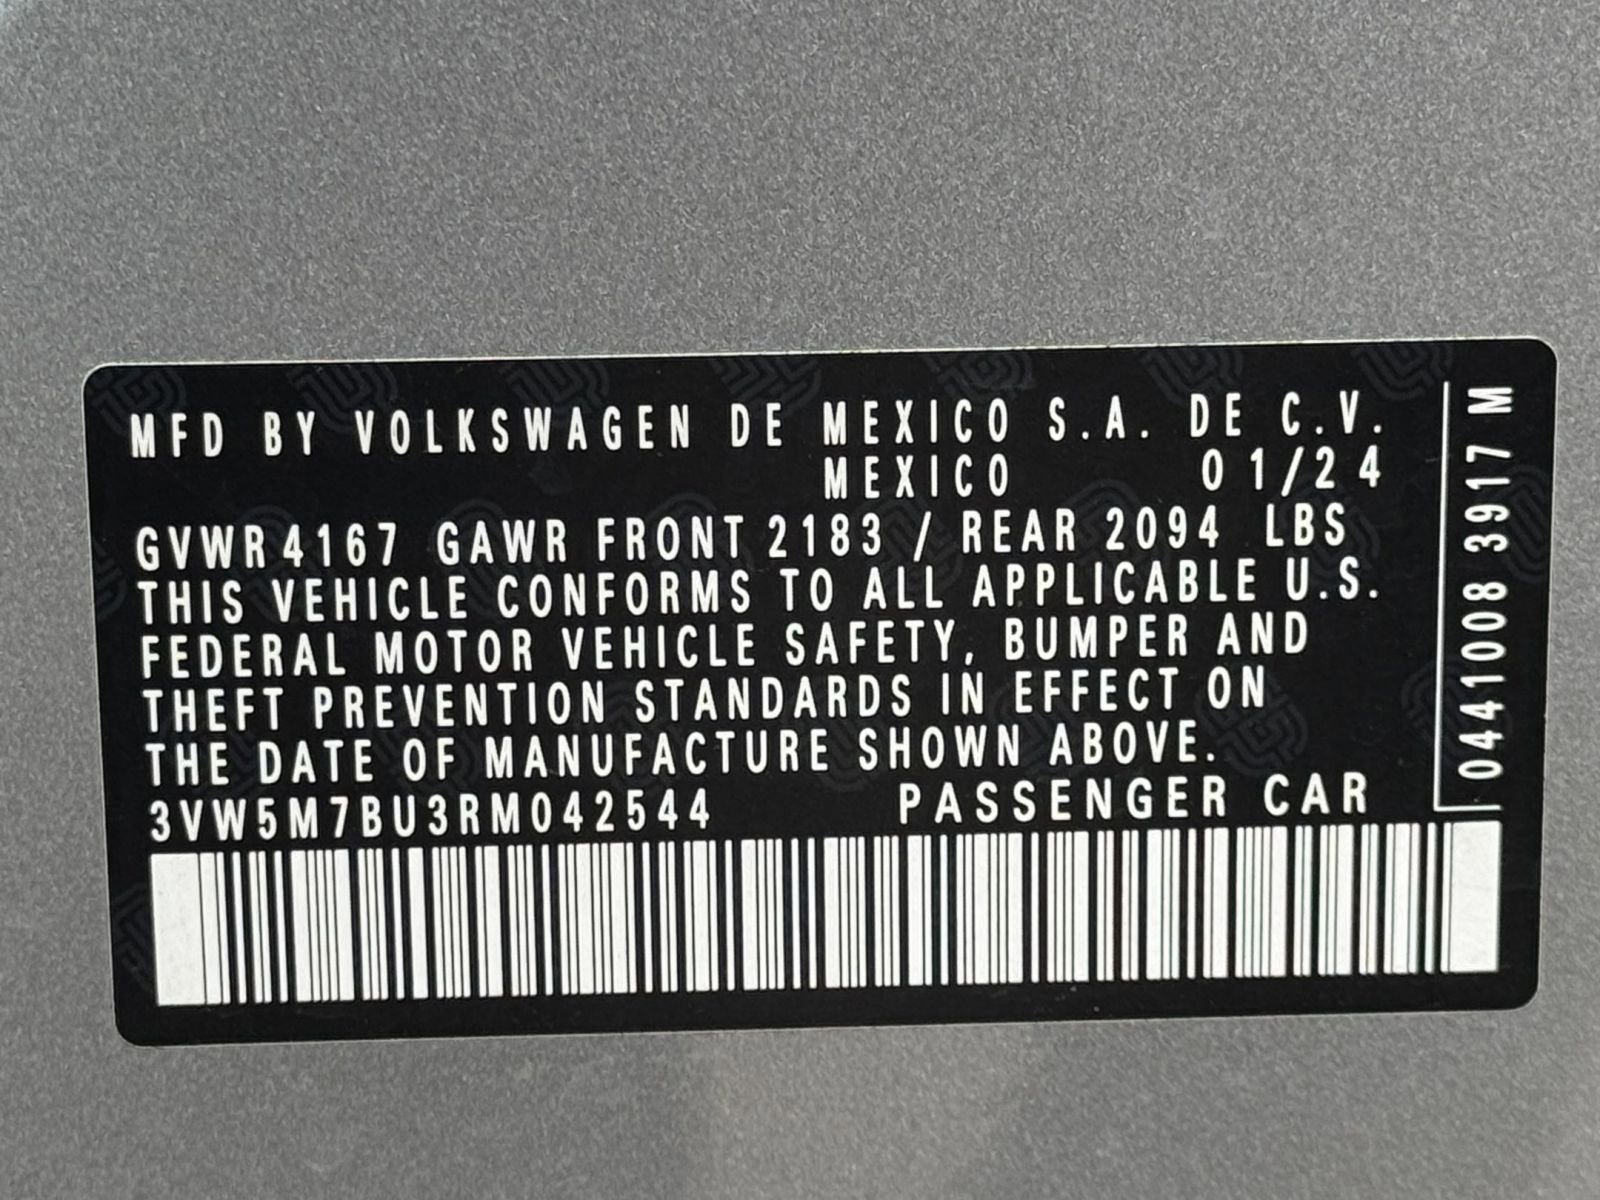 MFD BY VOLKSWAGEN DE MEXICO S.A. DE C.V.
MEXICO 01/24
GVWR 4167 GAWR FRONT 2183 / REAR 2094 LBS
THIS VEHICLE CONFORMS TO ALL APPLICABLE U.S.
FEDERAL MOTOR VEHICLE SAFETY, BUMPER AND
THEFT PREVENTION STANDARDS IN EFFECT ON
THE DATE OF MANUFACTURE SHOWN ABOVE.
3VW5M7BU3RM042544 PASSENGER CAR
0441008 3917 M